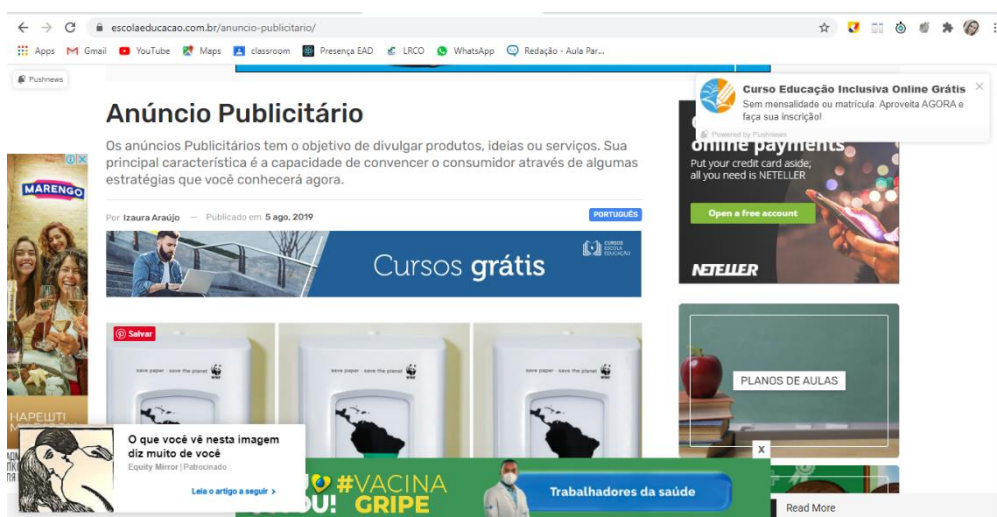 escolaeducacao.com.br/anuncio-publicitario/
Apps Gmail YouTube Maps classroom Presença EAD LRCO WhatsApp Redação - Aula Par...
Pushnews
Curso Educação Inclusiva Online Grátis
Sem mensalidade ou matrícula. Aproveita AGORA e
faça sua inscrição!
Powered by Pushnews
Anúncio Publicitário
Os anúncios Publicitários tem o objetivo de divulgar produtos, ideias ou serviços. Sua
principal característica é a capacidade de convencer o consumidor através de algumas
estratégias que você conhecerá agora.
Por Izaura Araújo — Publicado em 5 ago, 2019
PORTUGUÊS
MARENGO
online payments
Put your credit card aside;
all you need is NETELLER
Open a free account
NETELLER
Cursos grátis
CURSOS
ESCOLA
EDUCAÇÃO
Salvar
save paper - save the planet
WWF
save paper - save the planet
WWF
save paper - save the planet
WWF
PLANOS DE AULAS
O que você vê nesta imagem
diz muito de você
Equity Mirror | Patrocinado
Leia o artigo a seguir >
#VACINA
OU! GRIPE
Trabalhadores da saúde
x
Read More